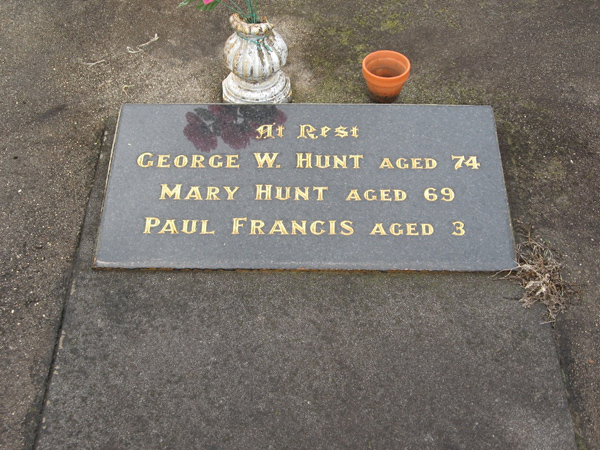 At Rest
GEORGE W. HUNT AGED 74
MARY HUNT AGED 69
PAUL FRANCIS AGED 3